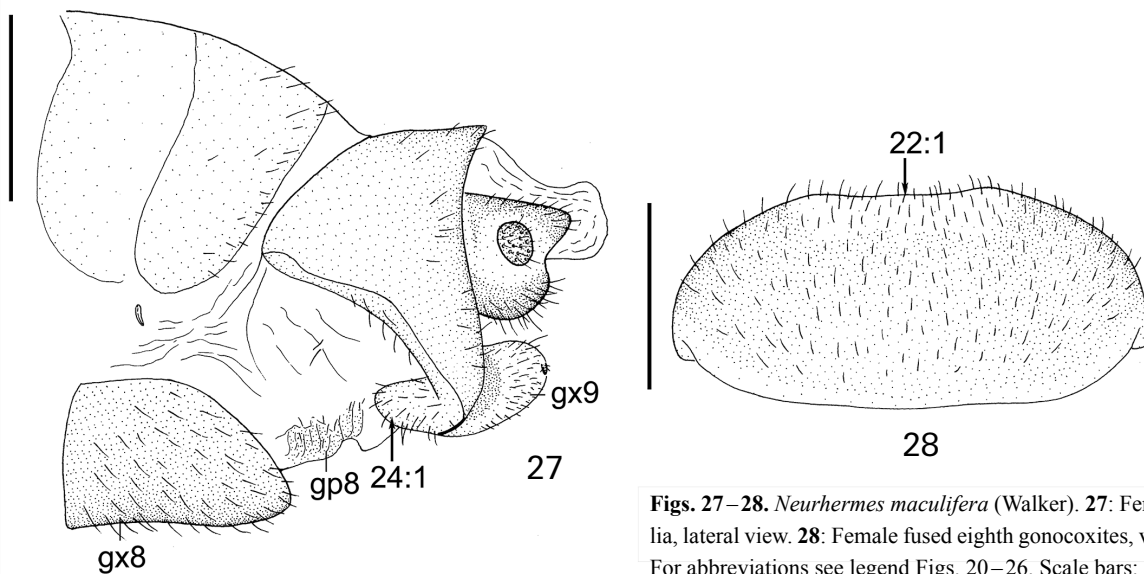 22:1
gx9
gp8 24:1
27
gx8
28
Figs. 27–28. Neurhermes maculifera (Walker). 27: Fe
lia, lateral view. 28: Female fused eighth gonocoxites, v
For abbreviations see legend Figs. 20–26. Scale bars: